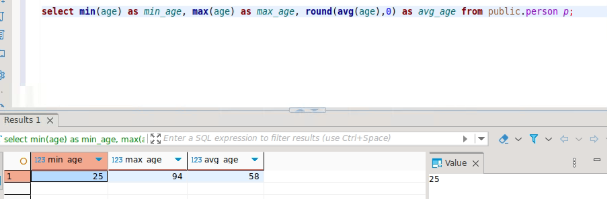 select min(age) as min_age, max(age) as max_age, round(avg(age),0) as avg_age from public.person p;
Results 1
select min(age) as min_age, max(a
Enter a SQL expression to filter results (use Ctrl+Space)
123 min_age 123 max_age 123 avg_age
1 25 94 58
Value
25